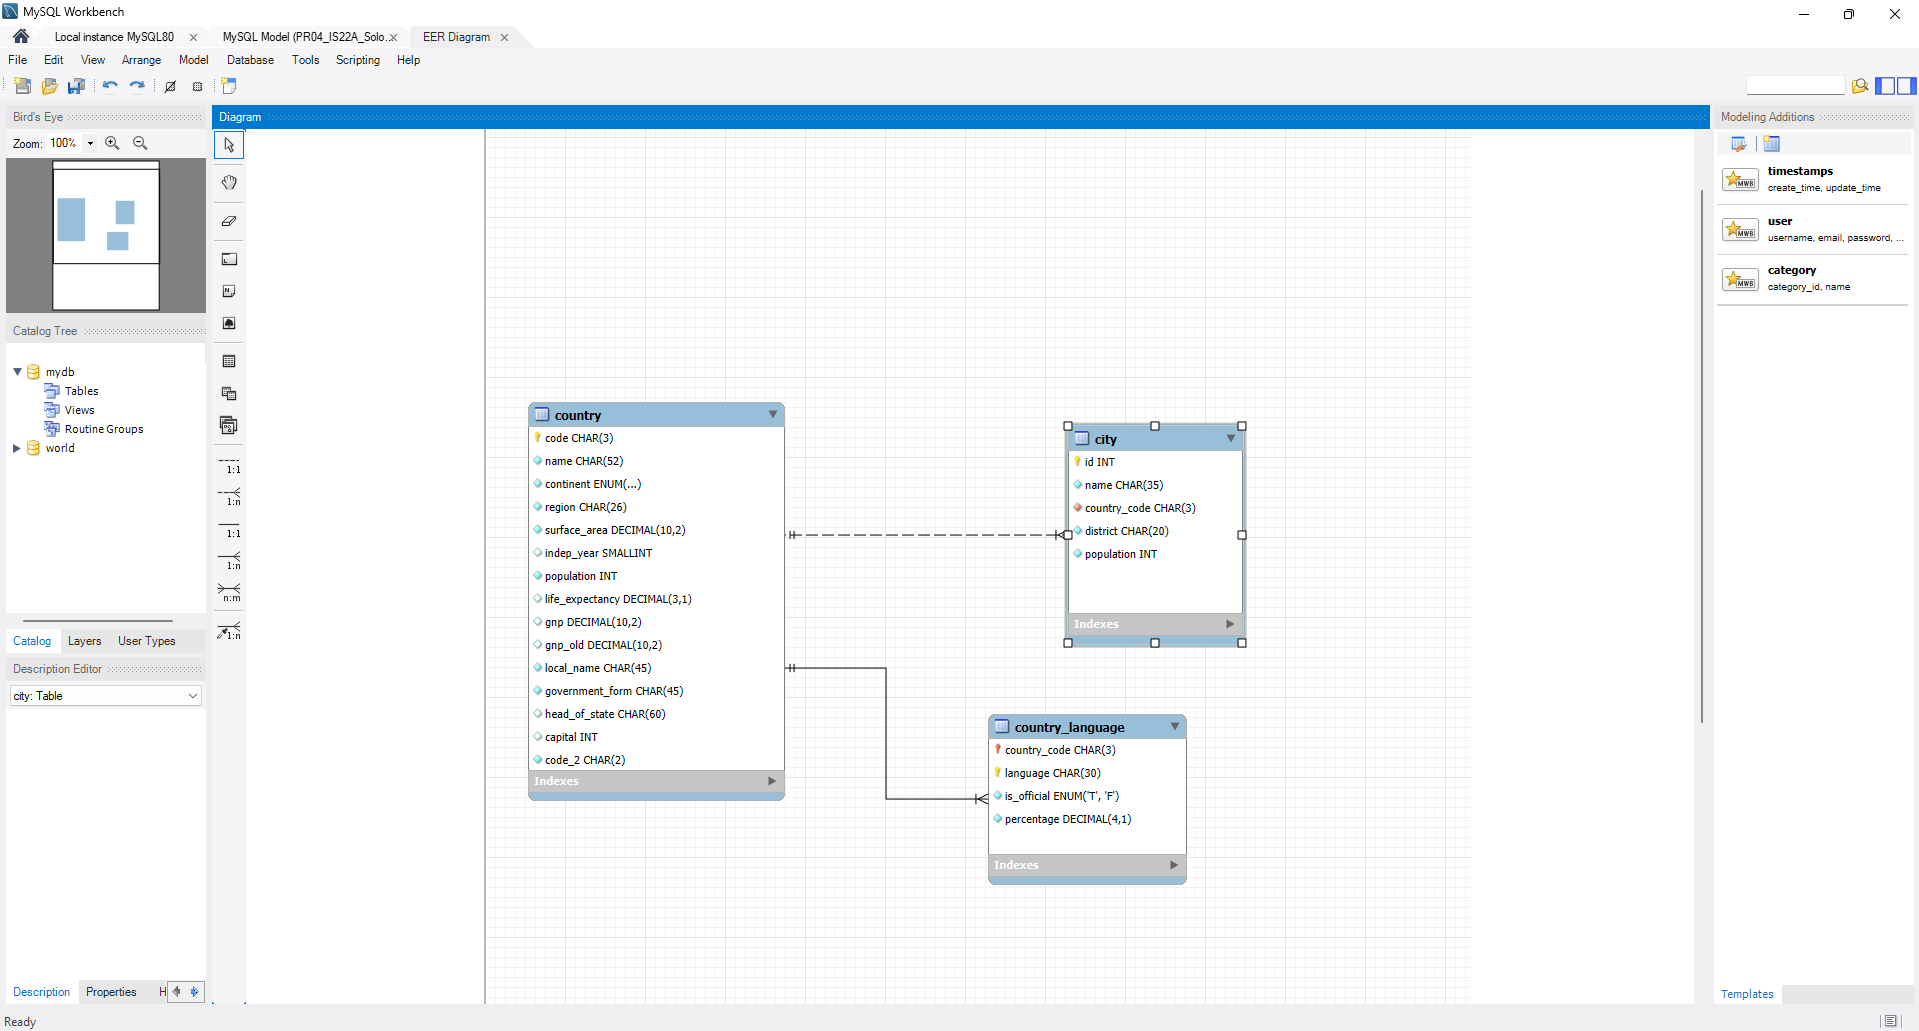 MySQL Workbench
Local instance MySQL80
MySQL Model (PR04_IS22A_Solo..
EER Diagram
File Edit View Arrange Model Database Tools Scripting Help
Bird's Eye
Zoom: 100%
Catalog Tree
mydb
Tables
Views
Routine Groups
world
Catalog Layers User Types
Description Editor
city: Table
Description Properties H
Diagram
1:1
1:n
1:1
1:n
n:m
1:n
country
code CHAR(3)
name CHAR(52)
continent ENUM(...)
region CHAR(26)
surface_area DECIMAL(10,2)
indep_year SMALLINT
population INT
life_expectancy DECIMAL(3,1)
gnp DECIMAL(10,2)
gnp_old DECIMAL(10,2)
local_name CHAR(45)
government_form CHAR(45)
head_of_state CHAR(60)
capital INT
code_2 CHAR(2)
Indexes
city
id INT
name CHAR(35)
country_code CHAR(3)
district CHAR(20)
population INT
Indexes
country_language
country_code CHAR(3)
language CHAR(30)
is_official ENUM('T', 'F')
percentage DECIMAL(4,1)
Indexes
Modeling Additions
MWB
timestamps
create_time, update_time
MWB
user
username, email, password, ...
MWB
category
category_id, name
Templates
Ready